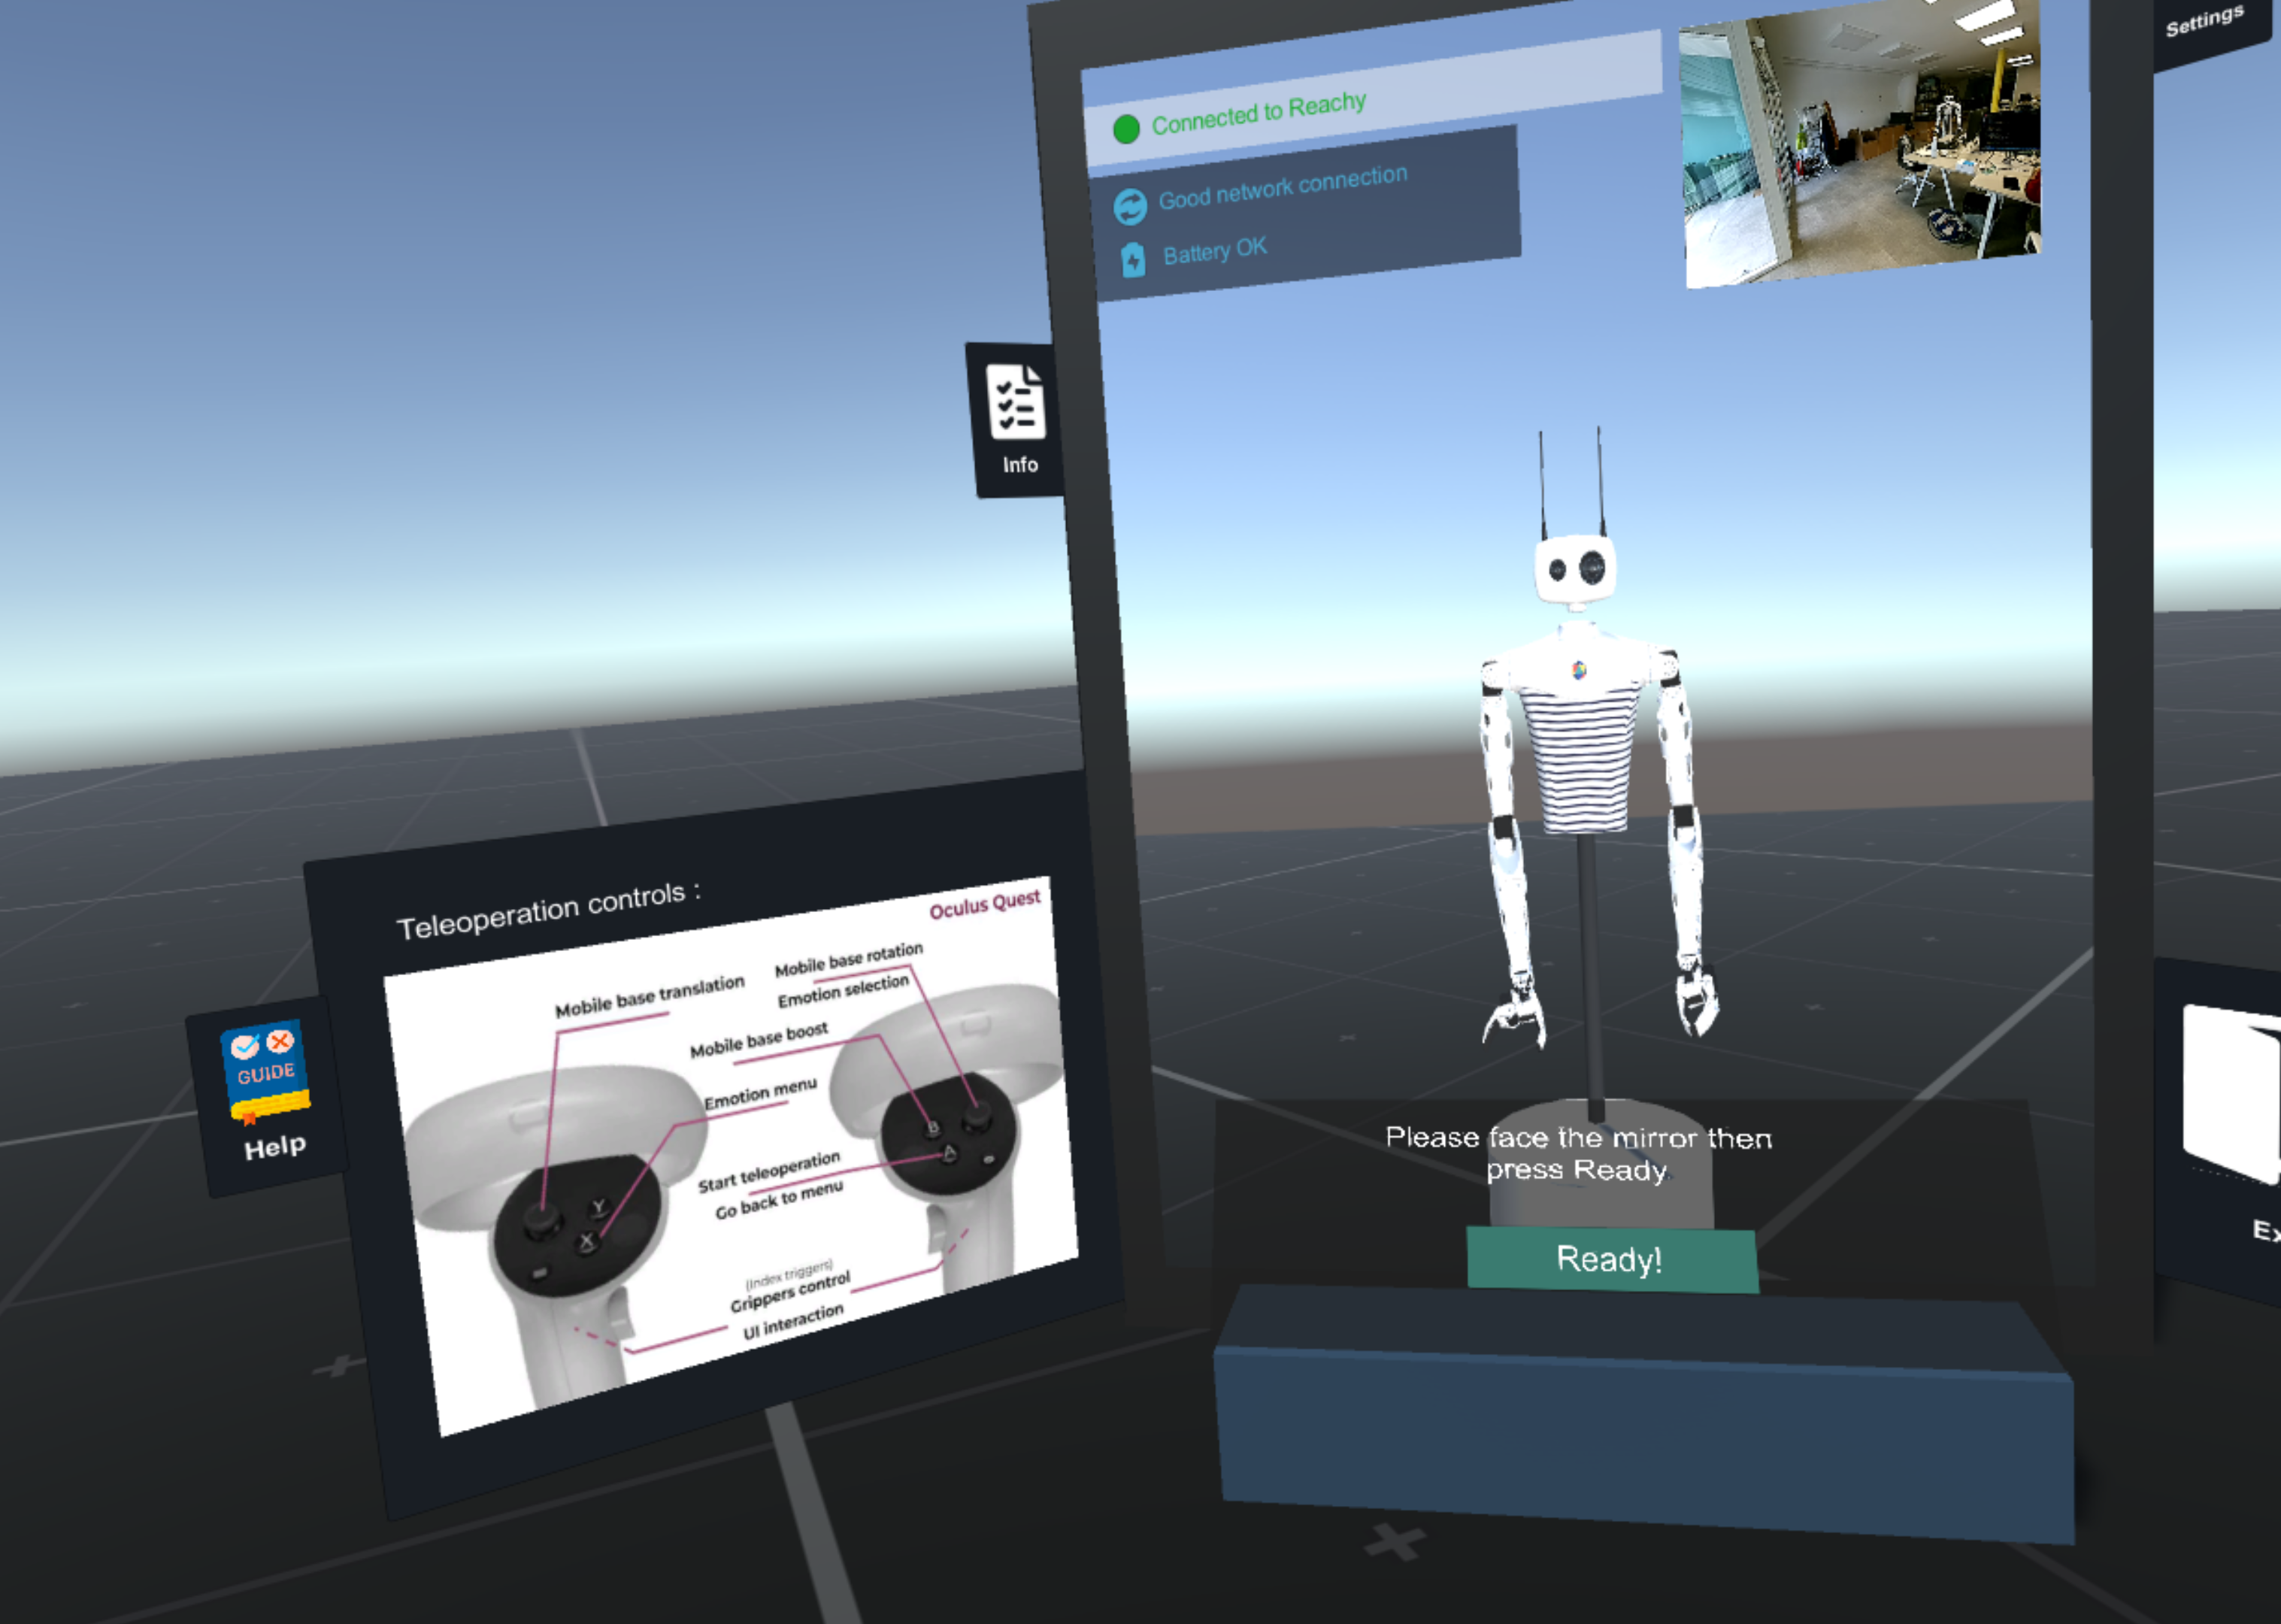 Settings
Connected to Reachy
Good network connection
Battery OK
Info
Teleoperation controls :
Oculus Quest
Mobile base rotation
Emotion selection
Mobile base translation
Mobile base boost
Emotion menu
Start teleoperation
Go back to menu
(Index triggers)
Grippers control
UI interaction
B
A
Y
X
GUIDE
Help
Please face the mirror then
press Ready
Ready!